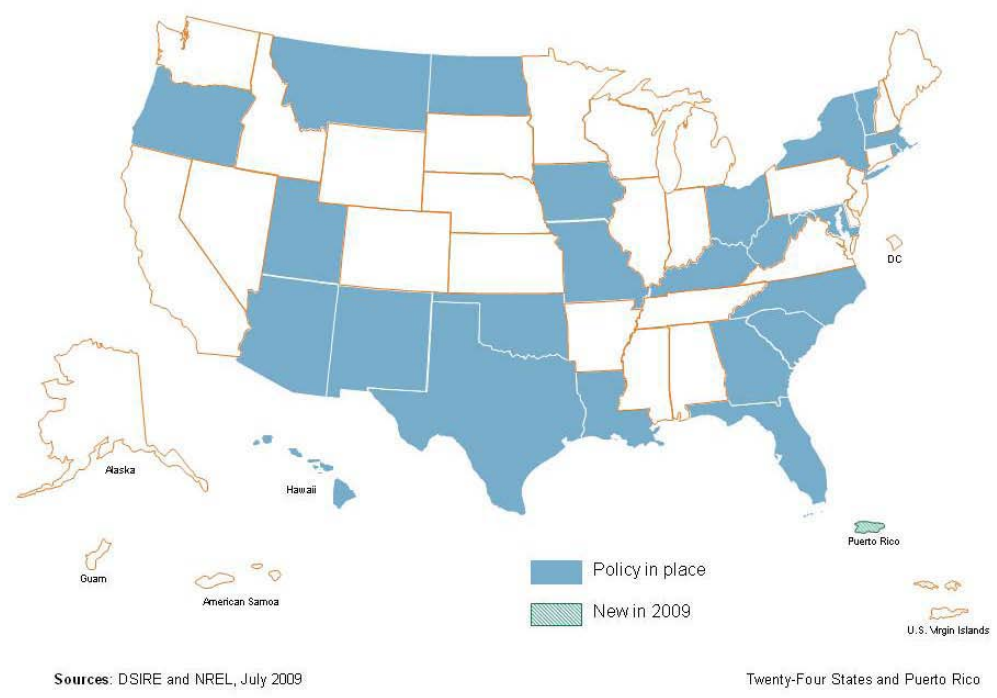 DC
Alaska
Hawaii
Puerto Rico
Guam
American Samoa
Policy in place
New in 2009
U.S. Virgin Islands
Sources: DSIRE and NREL, July 2009
Twenty-Four States and Puerto Rico